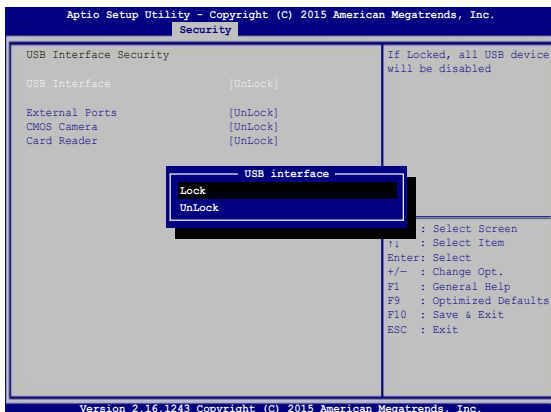 Aptio Setup Utility - Copyright (C) 2015 American Megatrends, Inc.
Security
USB Interface Security
USB Interface [UnLock]
External Ports [UnLock]
CMOS Camera [UnLock]
Card Reader [UnLock]
USB interface
Lock
UnLock
If Locked, all USB device
will be disabled
: Select Screen
↑↓ : Select Item
Enter: Select
+/— : Change Opt.
F1 : General Help
F9 : Optimized Defaults
F10 : Save & Exit
ESC : Exit
Version 2.16.1243 Copyright (C) 2015 American Megatrends, Inc.